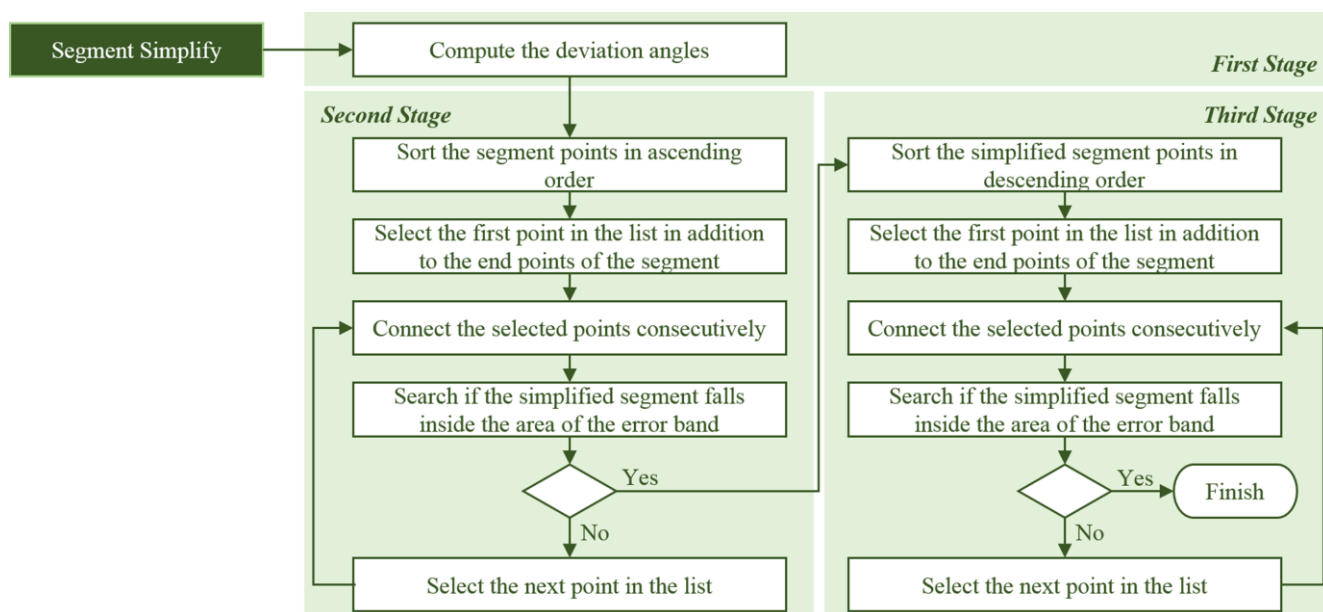 Segment Simplify
Compute the deviation angles
First Stage
Second Stage
Sort the segment points in ascending
order
Select the first point in the list in addition
to the end points of the segment
Connect the selected points consecutively
Search if the simplified segment falls
inside the area of the error band
Yes
No
Select the next point in the list
Third Stage
Sort the simplified segment points in
descending order
Select the first point in the list in addition
to the end points of the segment
Connect the selected points consecutively
Search if the simplified segment falls
inside the area of the error band
Yes
Finish
No
Select the next point in the list